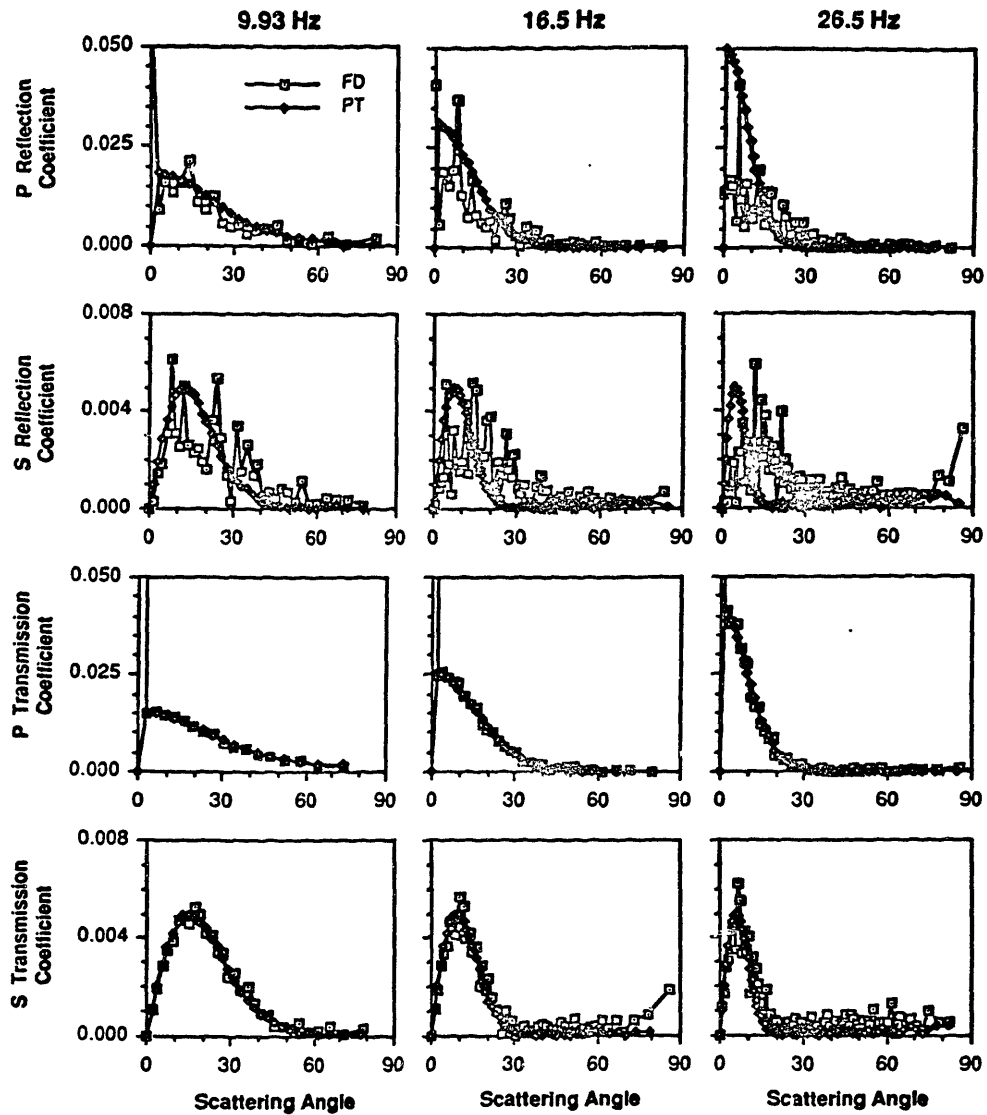 9.93 Hz 16.5 Hz 26.5 Hz
P Reflection Coefficient
0.050
0.025
0.000
FD
PT
0 30 60 90 0 30 60 90 0 30 60 90
S Reflection Coefficient
0.008
0.004
0.000
0 30 60 90 0 30 60 90 0 30 60 90
P Transmission Coefficient
0.050
0.025
0.000
0 30 60 90 0 30 60 90 0 30 60 90
S Transmission Coefficient
0.008
0.004
0.000
0 30 60 90 0 30 60 90 0 30 60 90
Scattering Angle Scattering Angle Scattering Angle